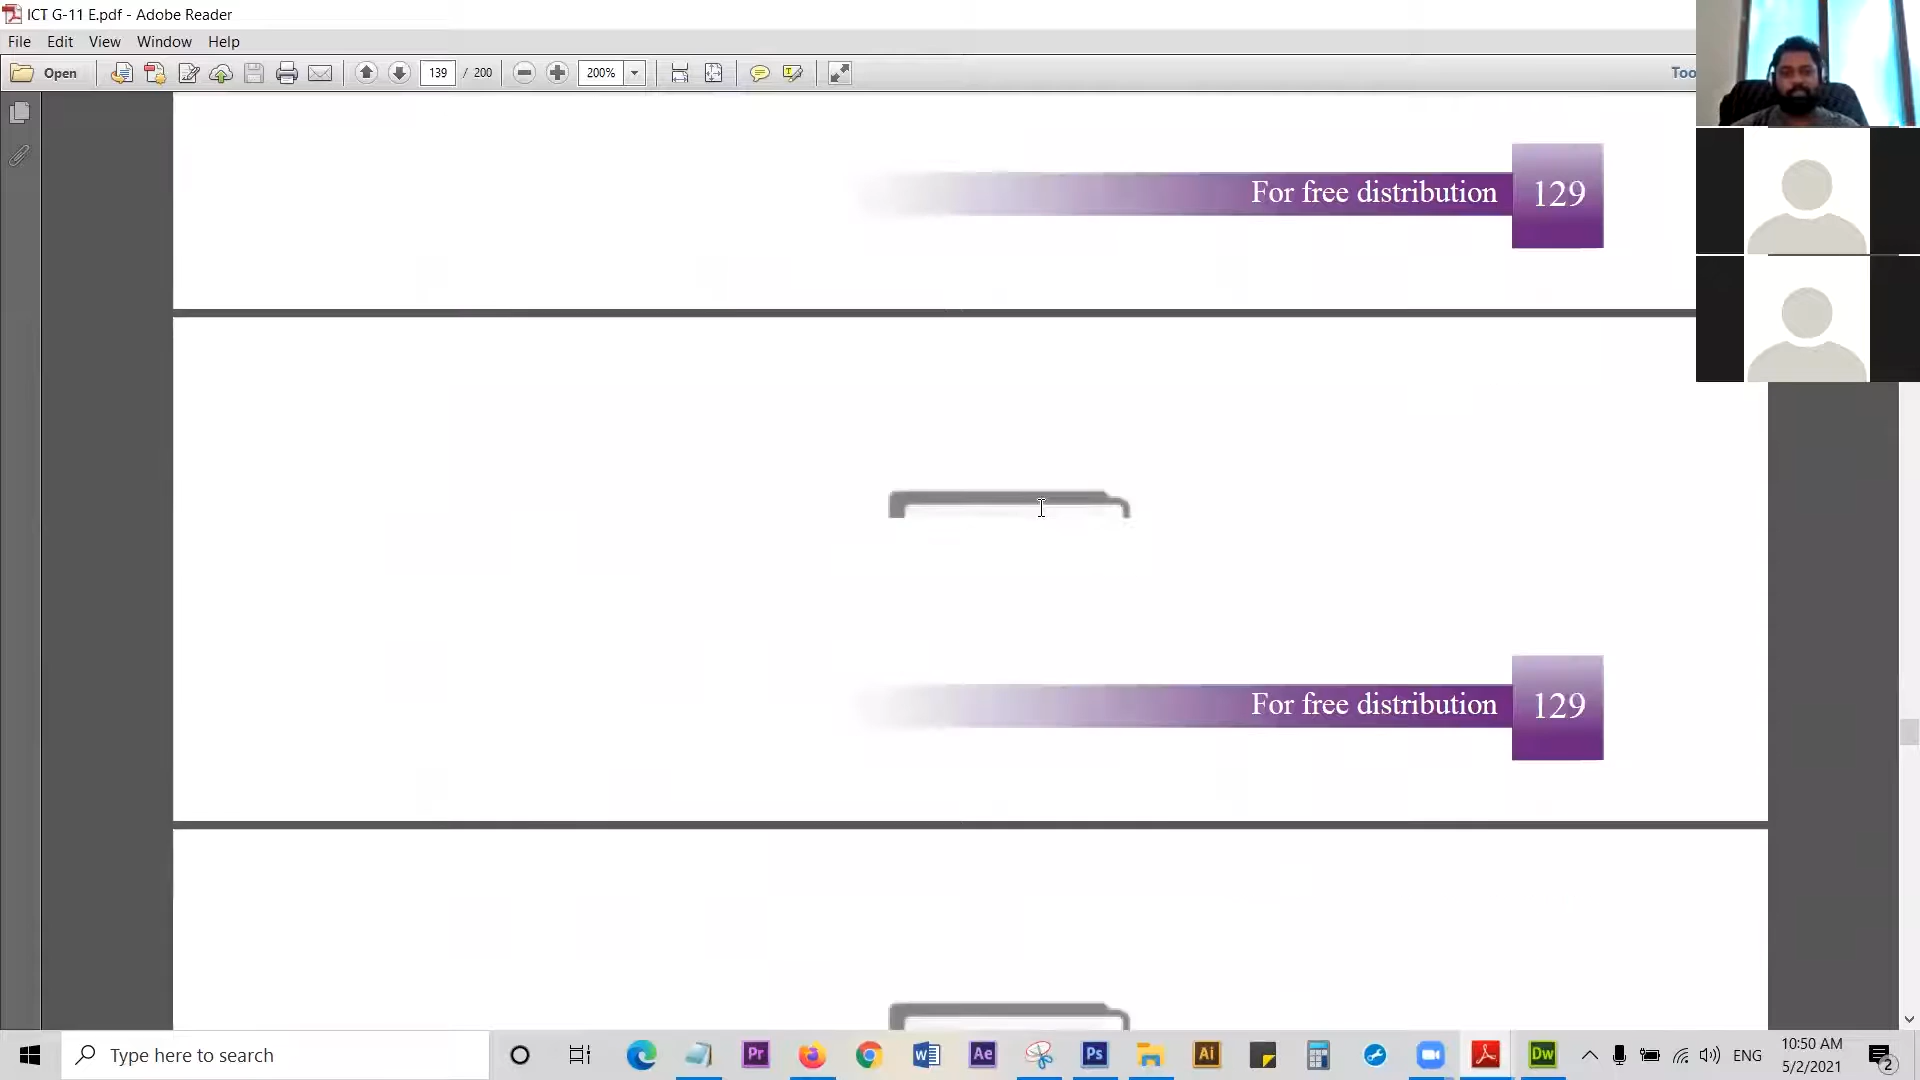 ICT G-11 E.pdf - Adobe Reader
File Edit View Window Help
Open 139 / 200 200% Too
For free distribution 129
For free distribution 129
Type here to search
Pr
W
Ae
Ps
Ai
Dw
ENG
10:50 AM
5/2/2021
2